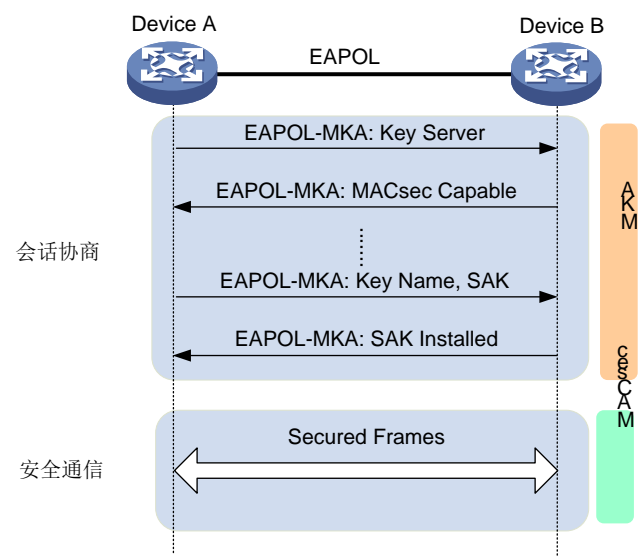 Device A
Device B
EAPOL
EAPOL-MKA: Key Server
EAPOL-MKA: MACsec Capable
会话协商
EAPOL-MKA: Key Name, SAK
EAPOL-MKA: SAK Installed
MKA
MACsec
Secured Frames
安全通信